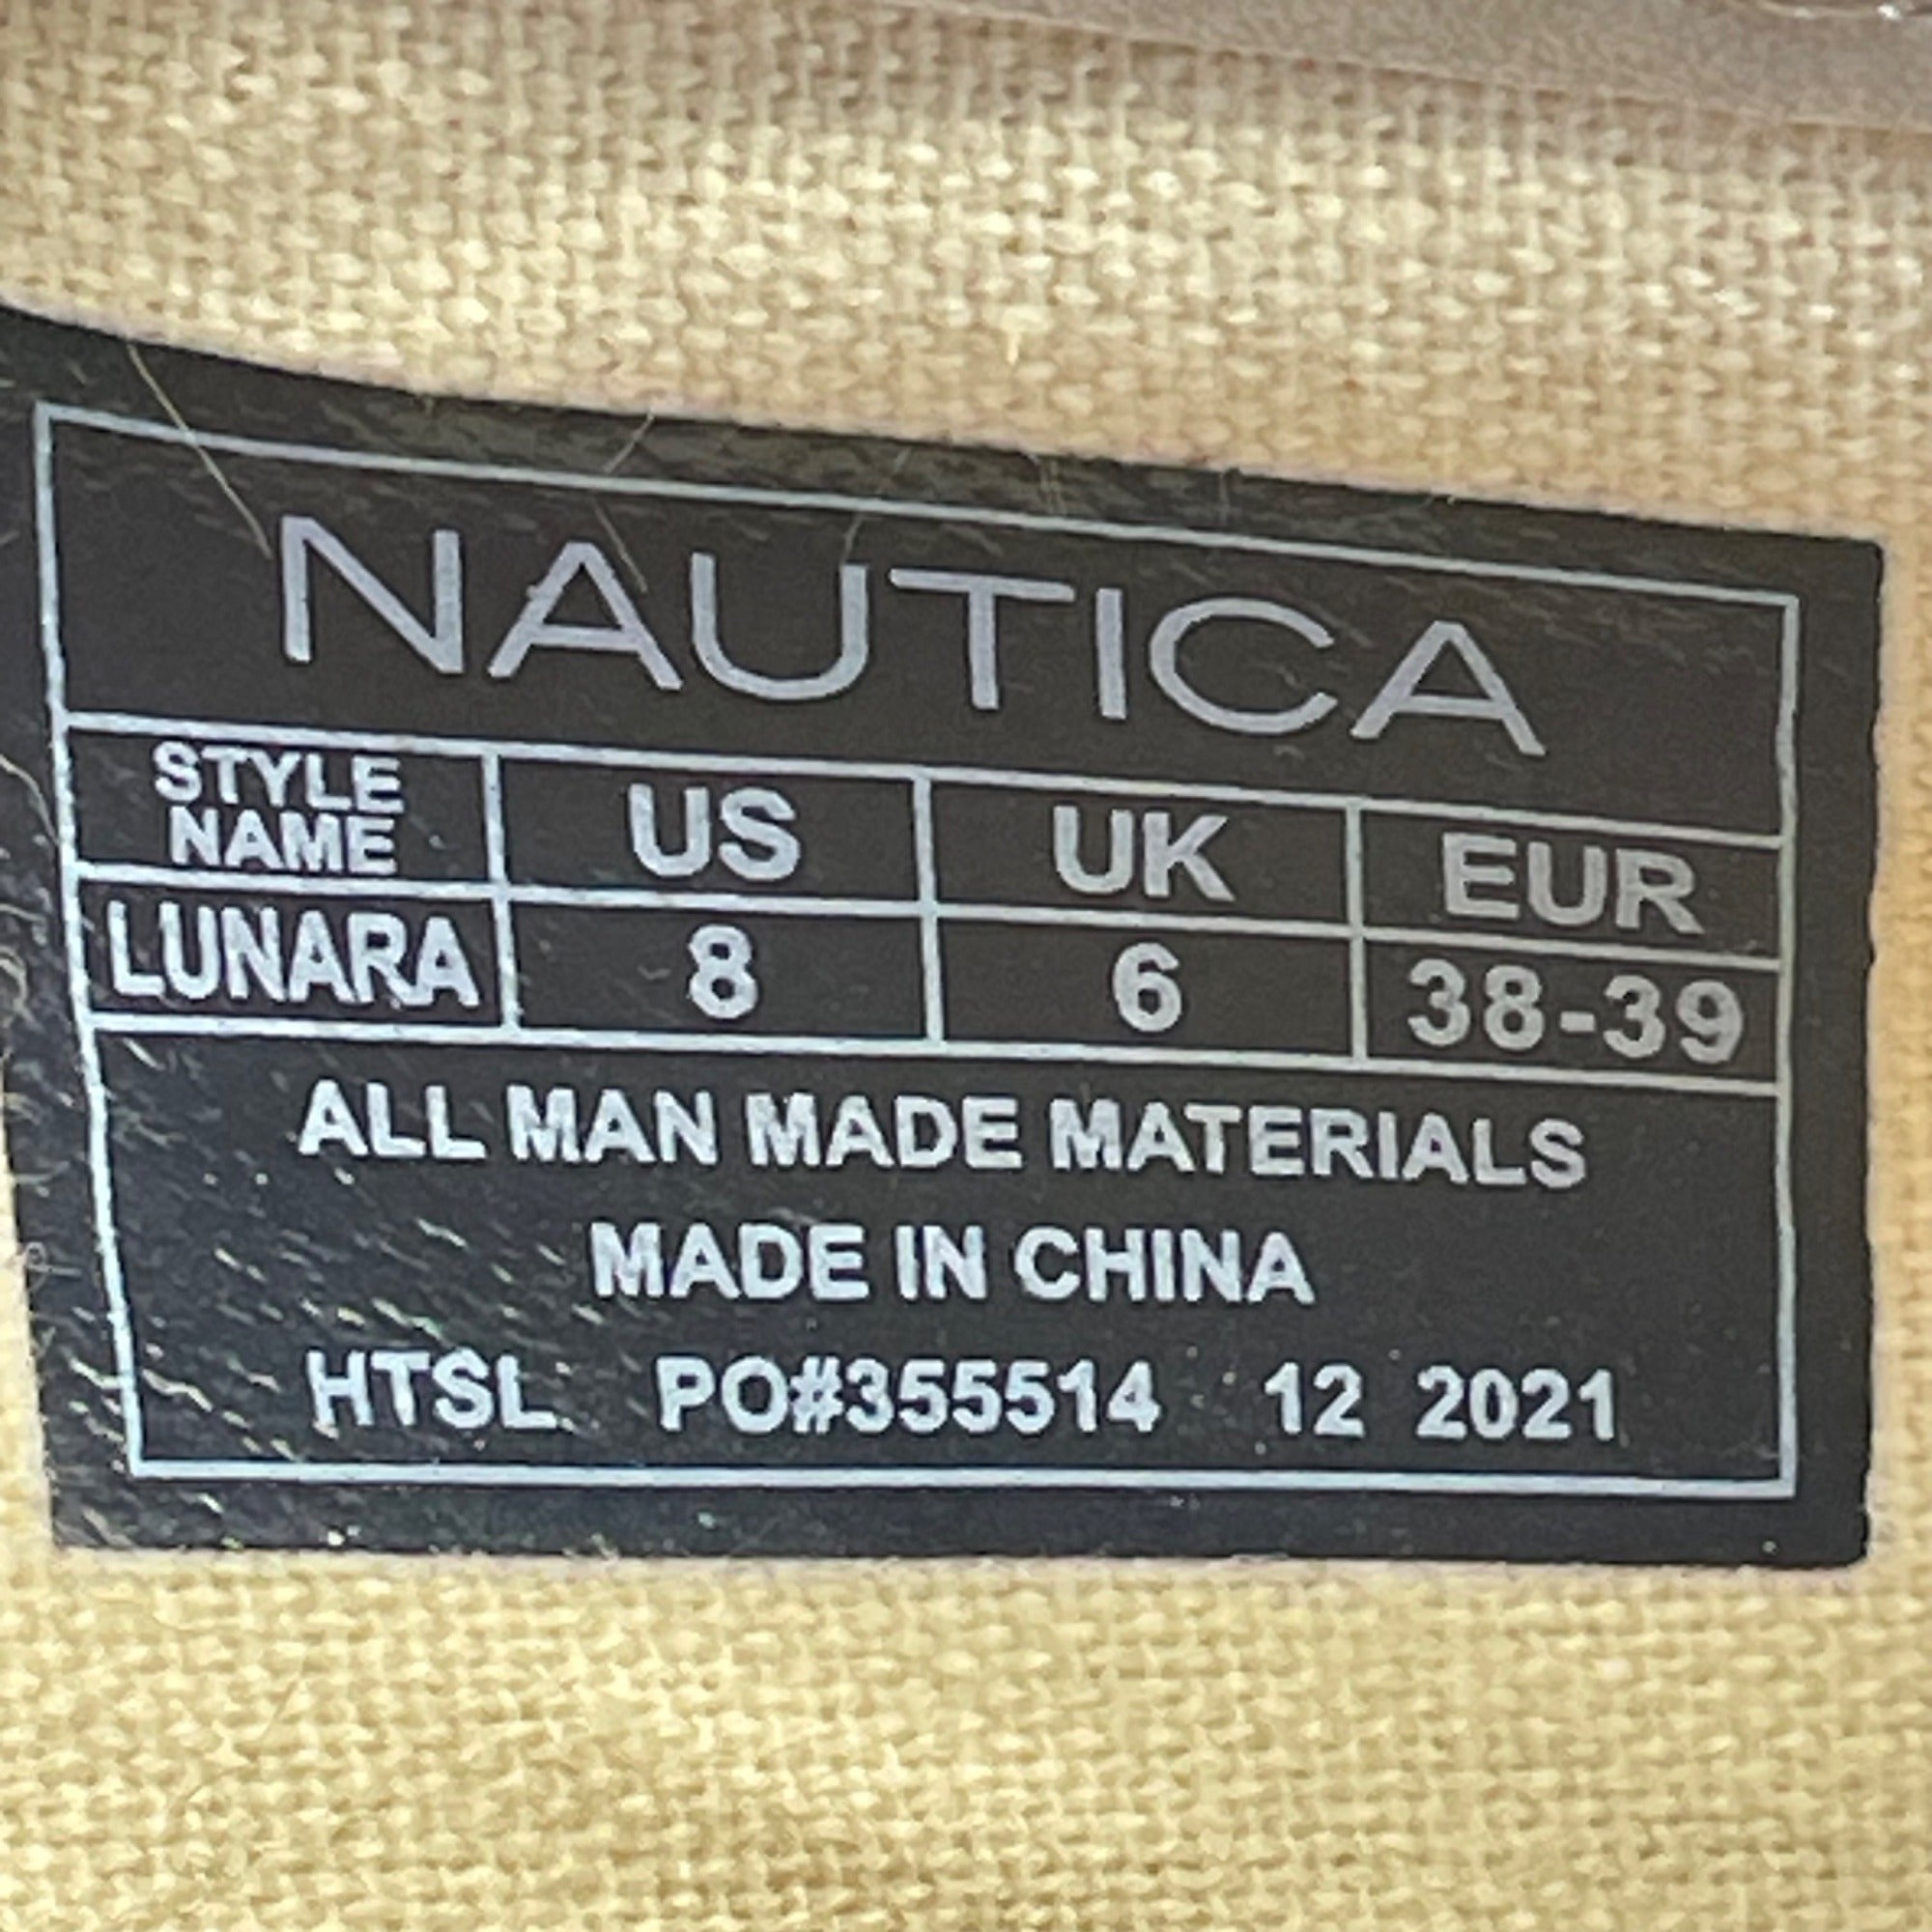 NAUTICA
STYLE NAME US UK EUR
LUNARA 8 6 38-39
ALL MAN MADE MATERIALS
MADE IN CHINA
HTSL PO#355514 12 2021